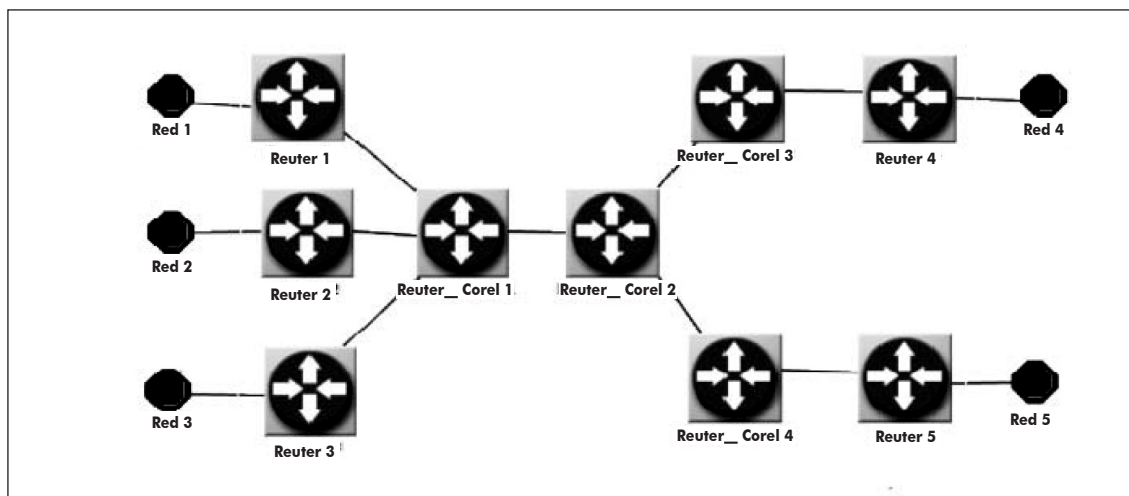 Red 1
Reuter 1
Reuter_ Corel 3
Reuter 4
Red 4
Red 2
Reuter 2
Reuter_ Corel 1
Reuter_ Corel 2
Red 3
Reuter 3
Reuter_ Corel 4
Reuter 5
Red 5